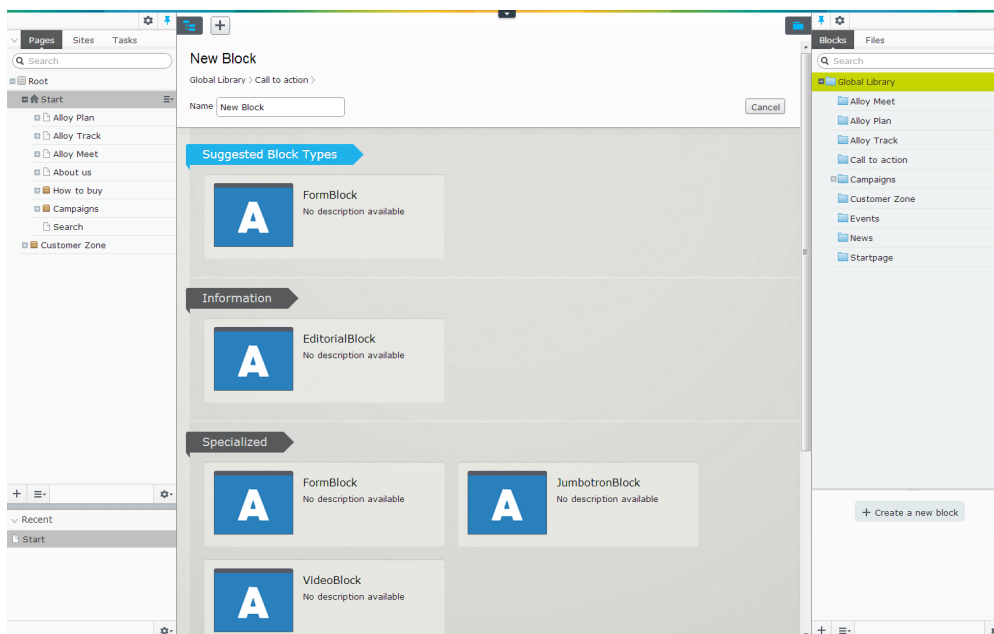 Pages Sites Tasks
Search
Root
Start
Alloy Plan
Alloy Track
Alloy Meet
About us
How to buy
Campaigns
Search
Customer Zone
Recent
Start
New Block
Global Library > Call to action >
Name New Block
Cancel
Suggested Block Types
A
FormBlock
No description available
Information
A
EditorialBlock
No description available
Specialized
A
FormBlock
No description available
A
JumbotronBlock
No description available
A
VideoBlock
No description available
Blocks Files
Search
Global Library
Alloy Meet
Alloy Plan
Alloy Track
Call to action
Campaigns
Customer Zone
Events
News
Startpage
+ Create a new block